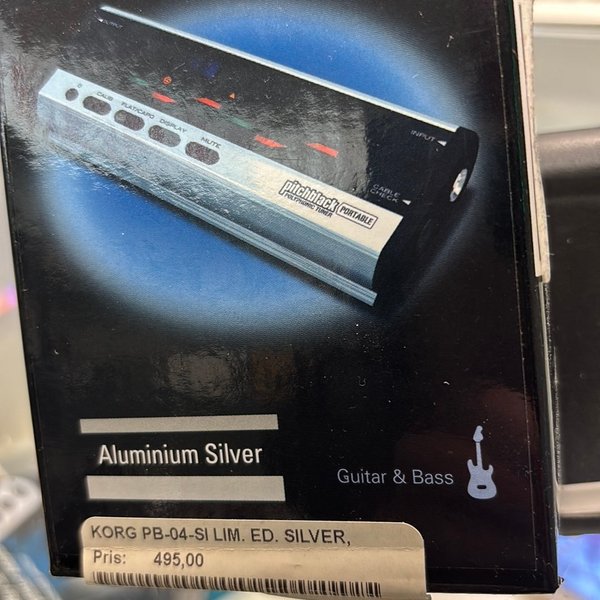 OUTPUT
CALIB
FLAT/CAPO
DISPLAY
MUTE
INPUT
CABLE
CHECK
pitchblack PORTABLE
POLYPHONIC TUNER
Aluminium Silver
Guitar & Bass
KORG PB-04-SI LIM. ED. SILVER,
Pris: 495,00